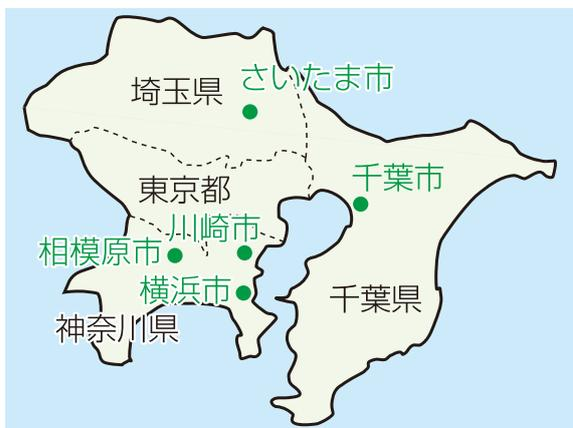 さいたま市
埼玉県
千葉市
東京都
川崎市
相模原市
横浜市
千葉県
神奈川県